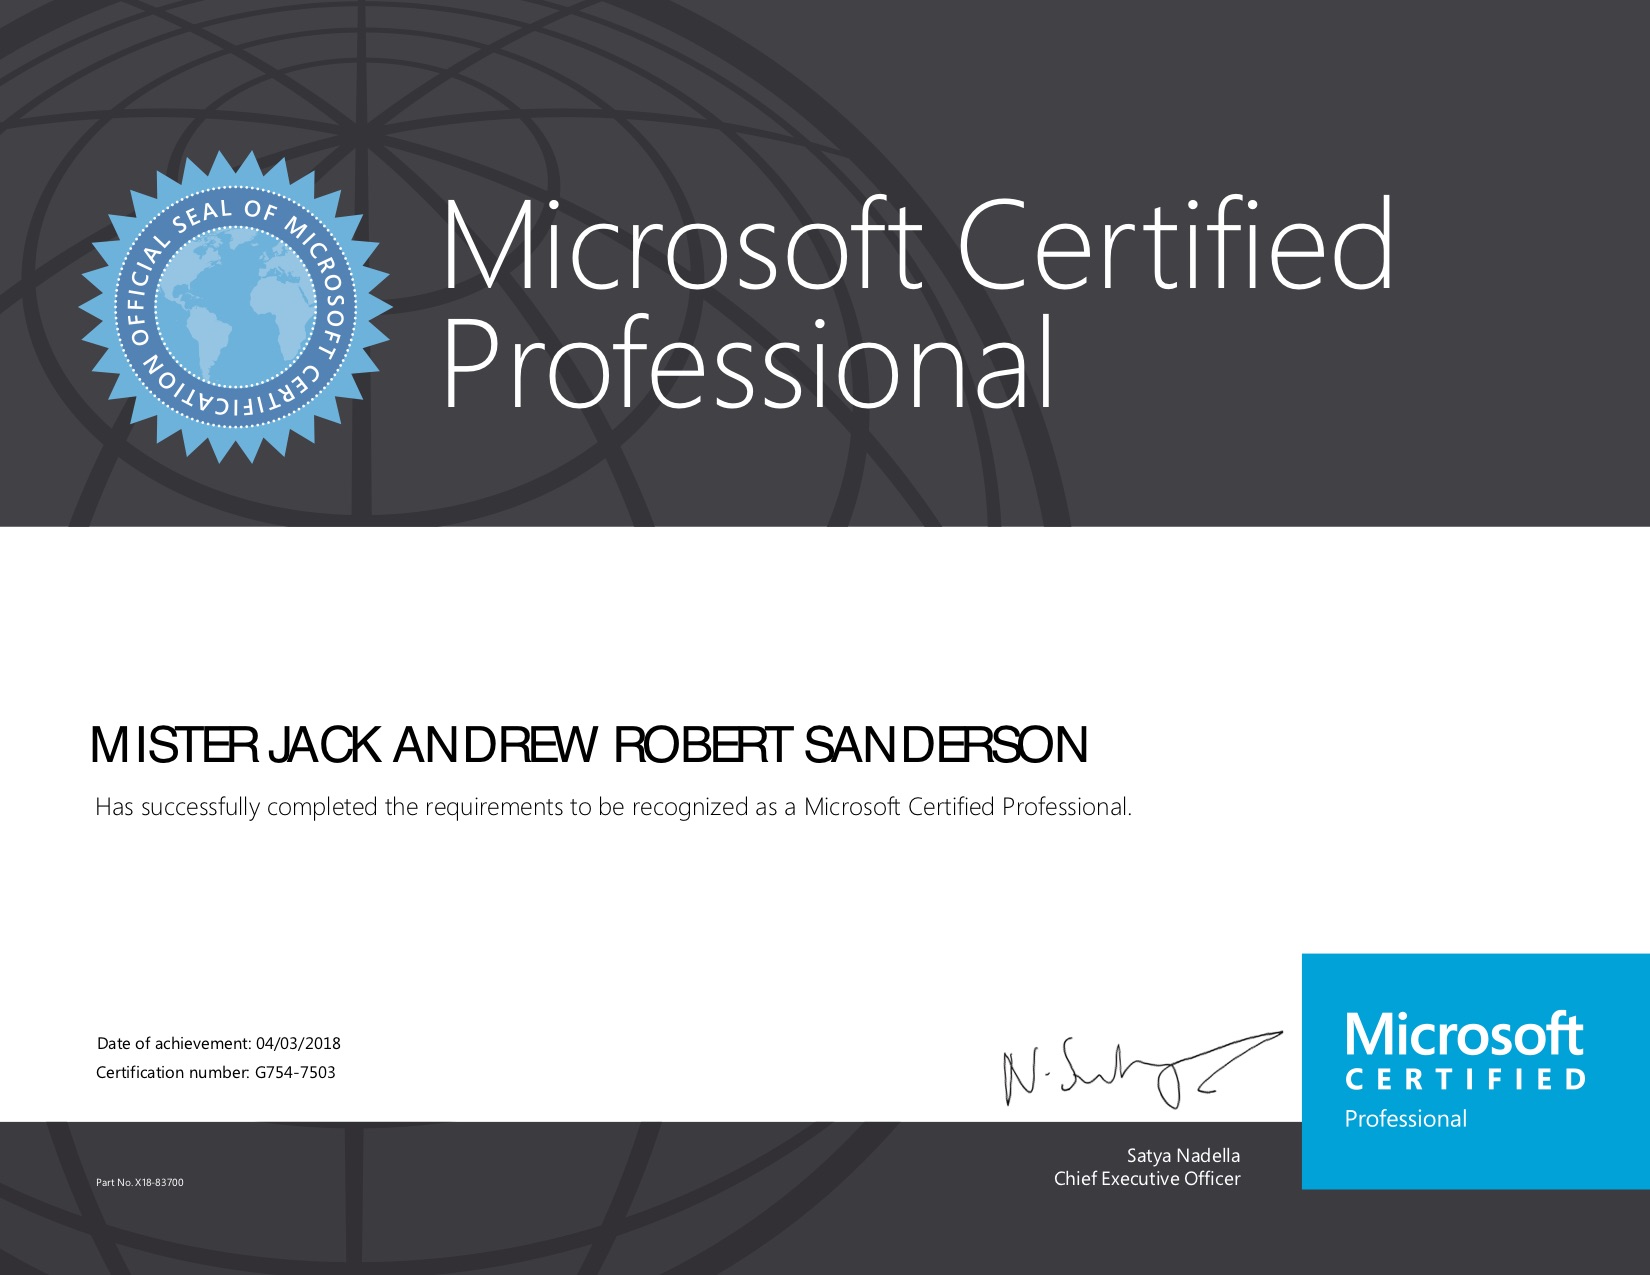 OFFICIAL SEAL OF MICROSOFT CERTIFICATION
Microsoft Certified
Professional
MISTER JACK ANDREW ROBERT SANDERSON
Has successfully completed the requirements to be recognized as a Microsoft Certified Professional.
Date of achievement: 04/03/2018
Certification number: G754-7503
N. Satya
Satya Nadella
Chief Executive Officer
Part No. X18-83700
Microsoft
CERTIFIED
Professional